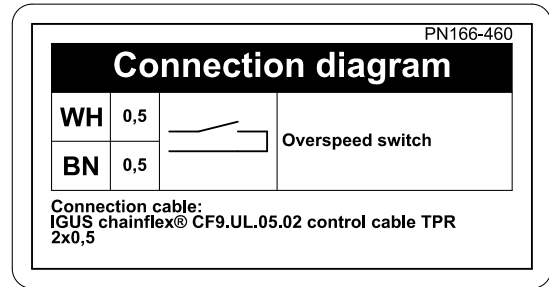 PN166-460
Connection diagram
WH 0,5
Overspeed switch
BN 0,5
Connection cable:
IGUS chainflex® CF9.UL.05.02 control cable TPR
2x0,5